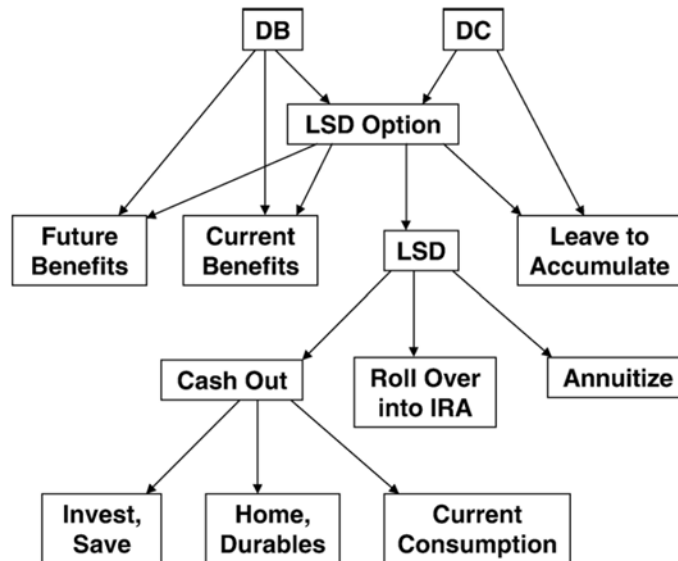 DB
DC
LSD Option
Future
Benefits
Current
Benefits
LSD
Leave to
Accumulate
Cash Out
Roll Over
into IRA
Annuitize
Invest,
Save
Home,
Durables
Current
Consumption